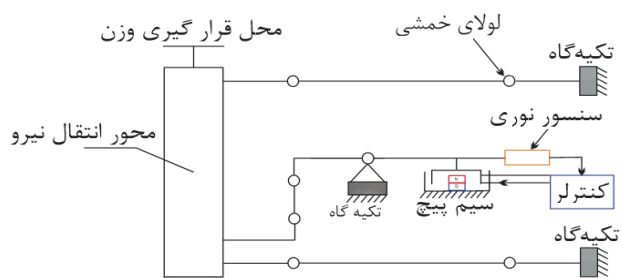 محل قرار گیری وزن
لولای خمشی
تکیه‌گاه
سنسور نوری
محور انتقال نیرو
کنترلر
سیم پیچ
تکیه گاه
تکیه‌گاه